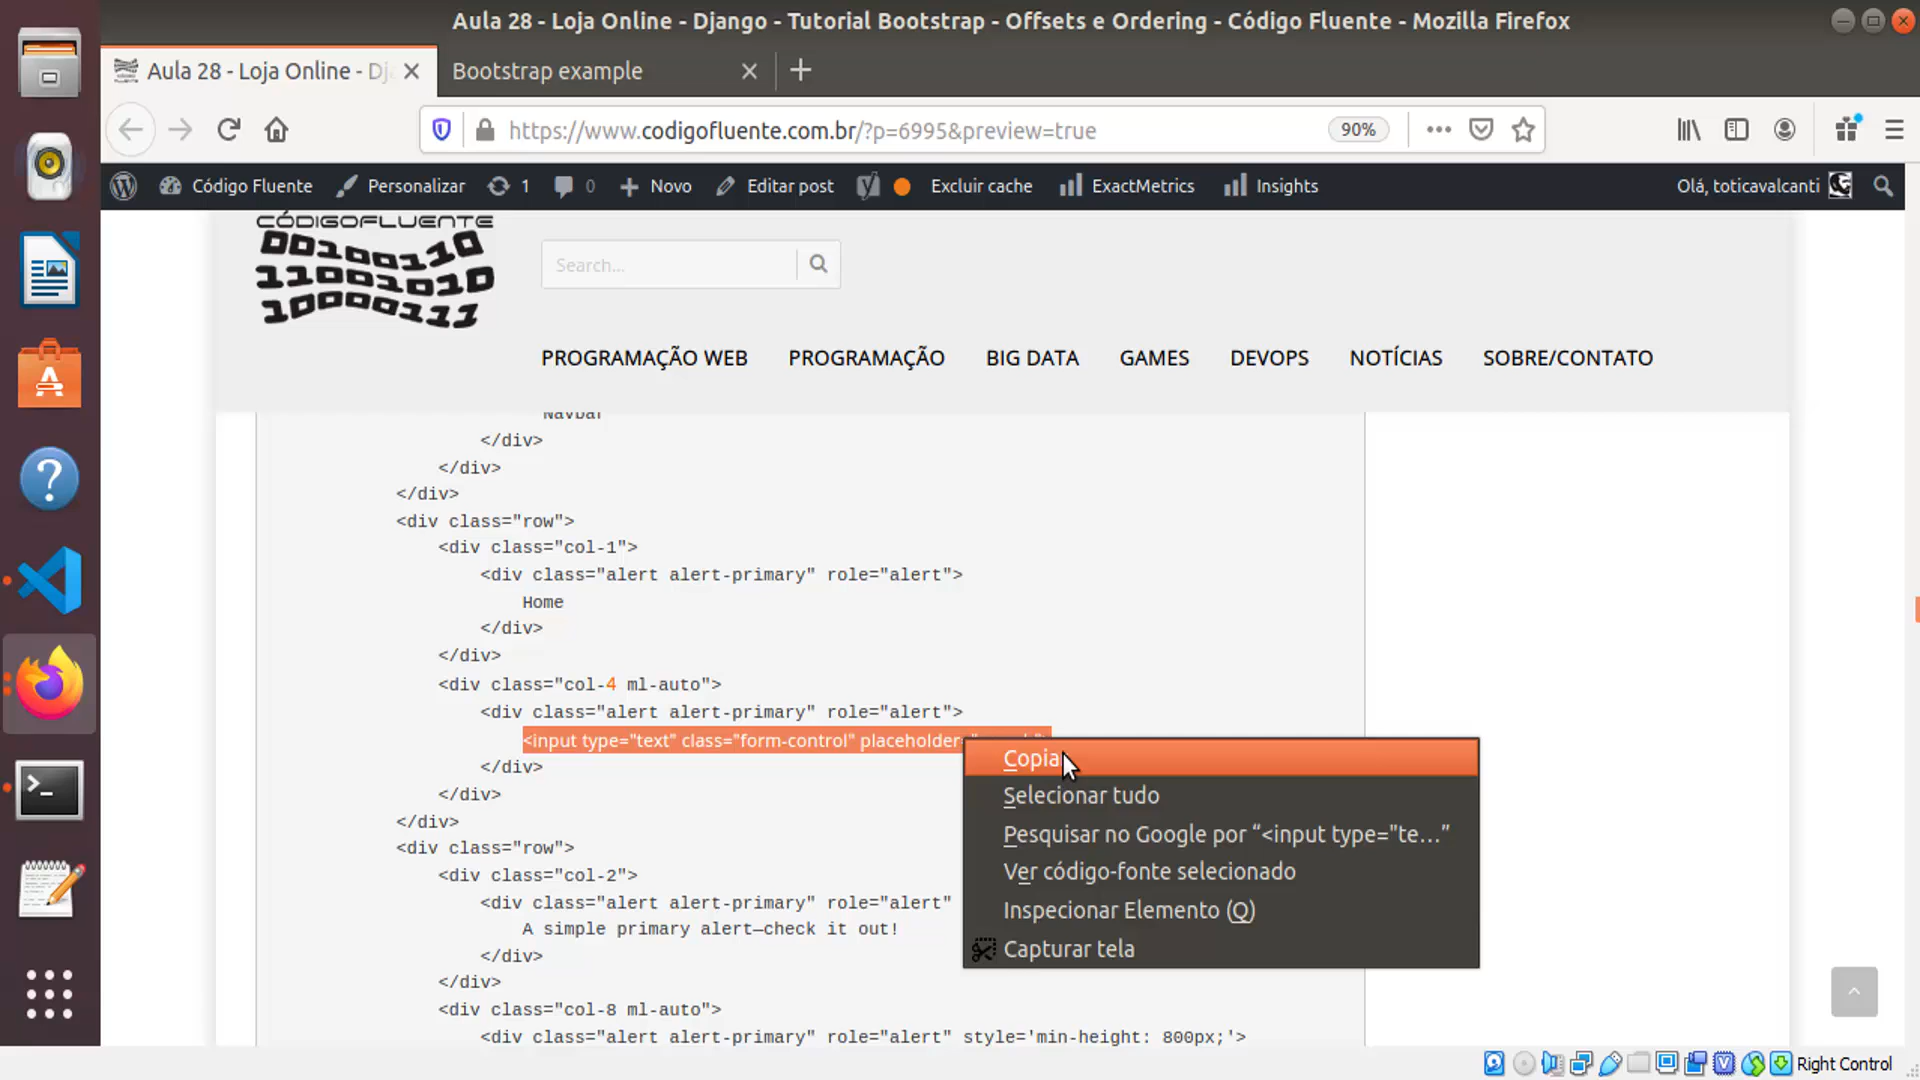 Aula 28 - Loja Online - Django - Tutorial Bootstrap - Offsets e Ordering - Código Fluente - Mozilla Firefox
Aula 28 - Loja Online - Dj
Bootstrap example
https://www.codigofluente.com.br/?p=6995&preview=true
90%
Código Fluente
Personalizar
1
0
Novo
Editar post
Excluir cache
ExactMetrics
Insights
Olá, toticavalcanti
CÓDIGOFLUENTE
00100110
11001010
10000111
Search...
PROGRAMAÇÃO WEB
PROGRAMAÇÃO
BIG DATA
GAMES
DEVOPS
NOTÍCIAS
SOBRE/CONTATO
Navbar
</div>
</div>
</div>
<div class="row">
<div class="col-1">
<div class="alert alert-primary" role="alert">
Home
</div>
</div>
<div class="col-4 ml-auto">
<div class="alert alert-primary" role="alert">
<input type="text" class="form-control" placeholder=
</div>
</div>
</div>
<div class="row">
<div class="col-2">
<div class="alert alert-primary" role="alert"
A simple primary alert—check it out!
</div>
</div>
<div class="col-8 ml-auto">
<div class="alert alert-primary" role="alert" style='min-height: 800px;'>
Copiar
Selecionar tudo
Pesquisar no Google por “<input type="te…”
Ver código-fonte selecionado
Inspecionar Elemento (Q)
Capturar tela
Right Control